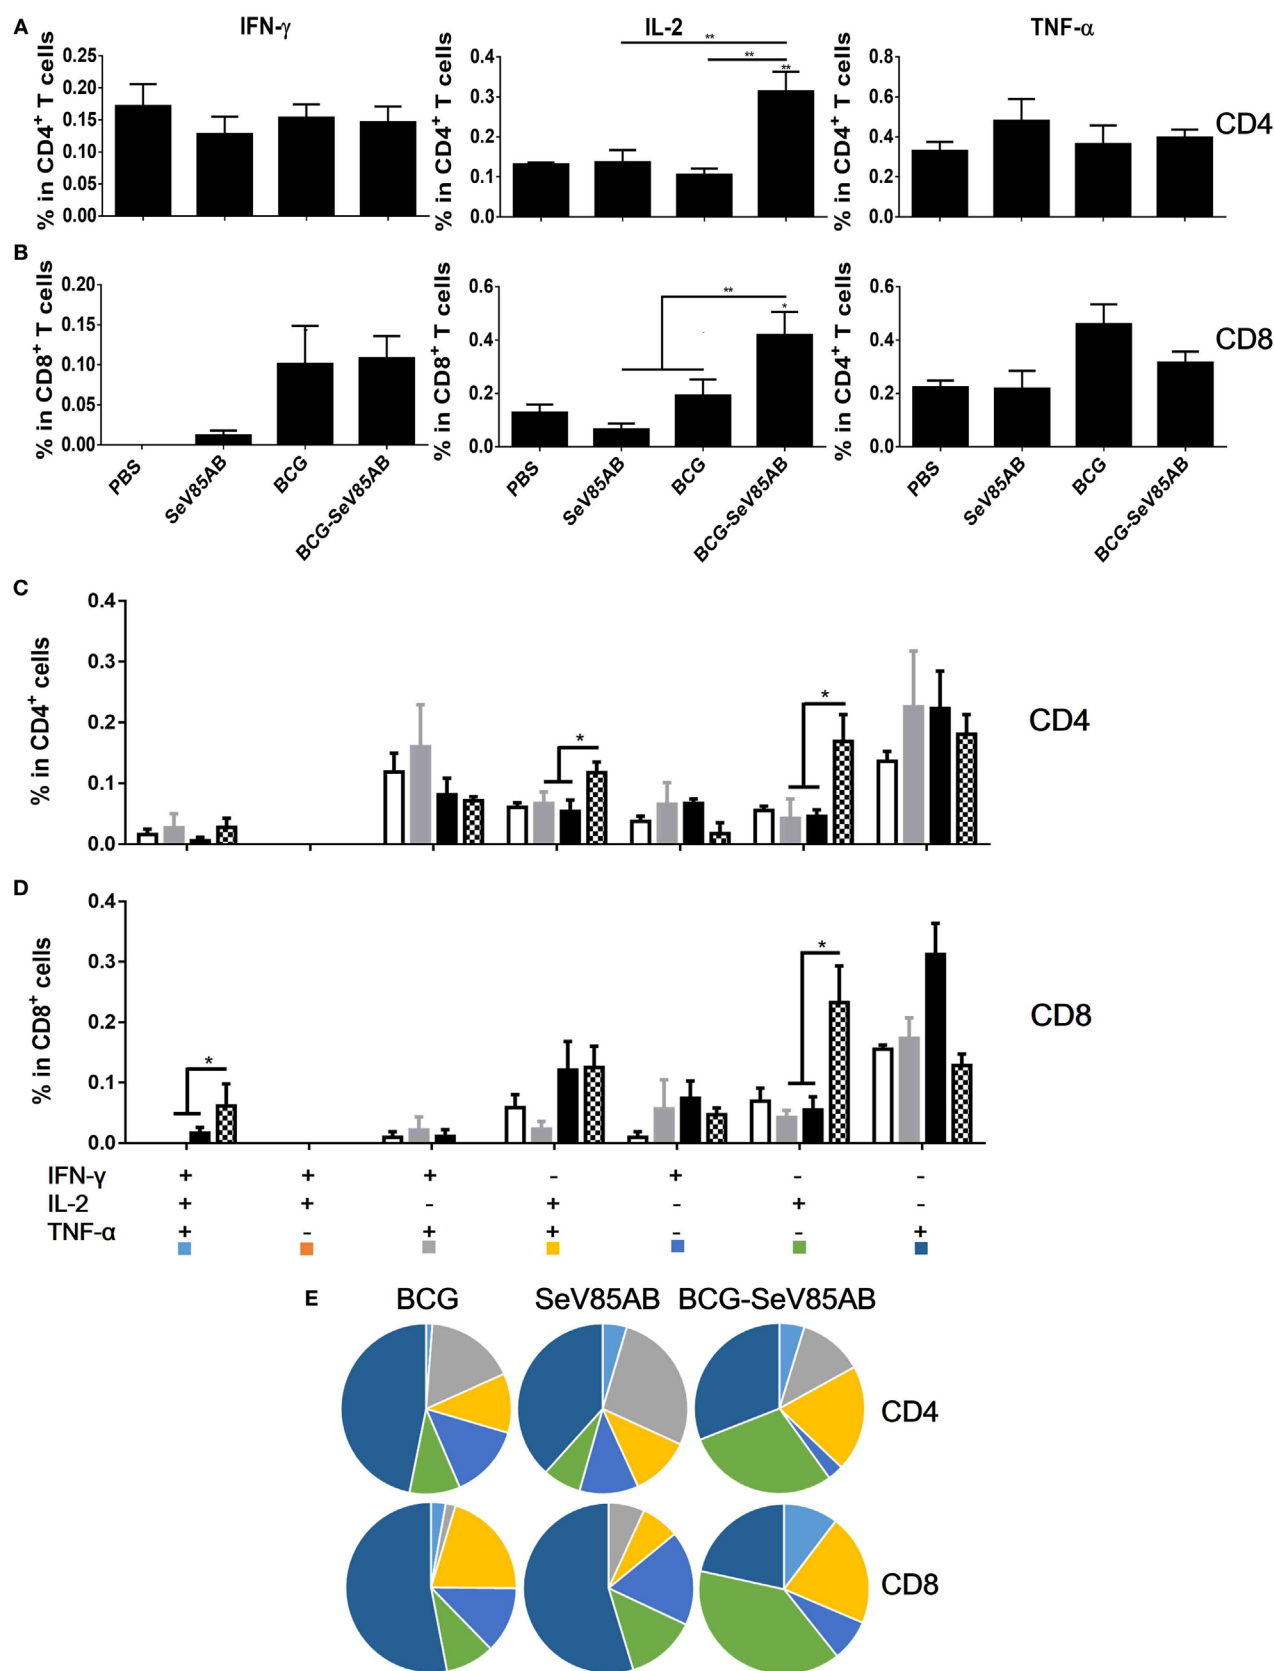 A
IFN-γ
IL-2
TNF-α
% in CD4+ T cells
0.25
0.20
0.15
0.10
0.05
0.00
% in CD4+ T cells
0.4
0.3
0.2
0.1
0.0
**
**
**
% in CD4+ T cells
0.8
0.6
0.4
0.2
0.0
CD4
B
% in CD8+ T cells
0.20
0.15
0.10
0.05
0.00
PBS
SeV85AB
BCG
BCG-SeV85AB
% in CD8+ T cells
0.6
0.4
0.2
0.0
**
*
PBS
SeV85AB
BCG
BCG-SeV85AB
% in CD4+ T cells
0.6
0.4
0.2
0.0
PBS
SeV85AB
BCG
BCG-SeV85AB
CD8
C
% in CD4+ cells
0.4
0.3
0.2
0.1
0.0
*
*
CD4
D
% in CD8+ cells
0.4
0.3
0.2
0.1
0.0
*
*
CD8
IFN-γ + + + - + - -
IL-2 + + - + - + -
TNF-α + - + + - - +
E
BCG SeV85AB BCG-SeV85AB
CD4
CD8